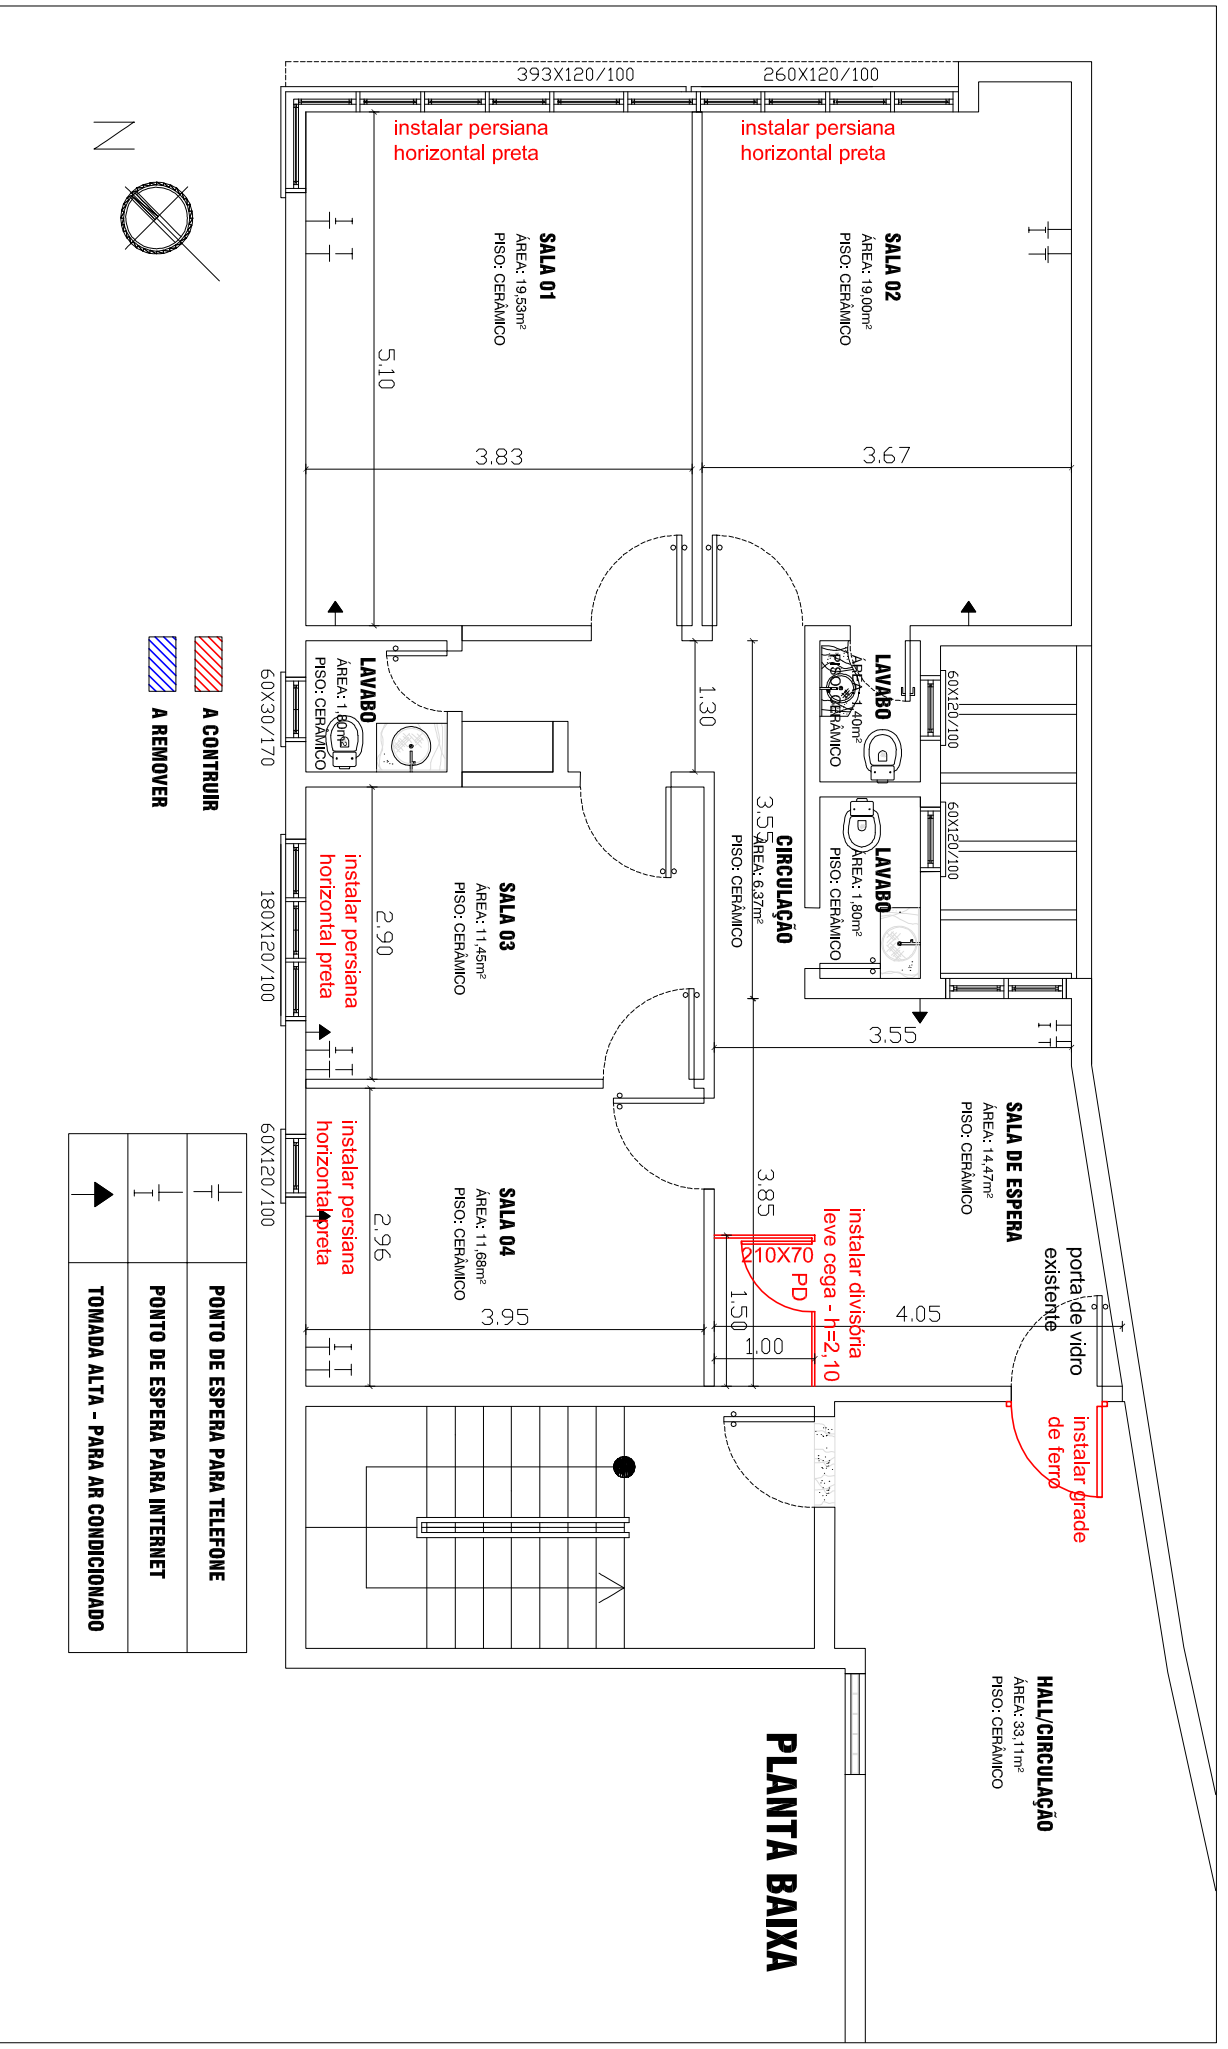 393X120/100
260X120/100
instalar persiana
horizontal preta
instalar persiana
horizontal preta
N
SALA 01
ÁREA: 19,53m²
PISO: CERÂMICO
SALA 02
ÁREA: 19,00m²
PISO: CERÂMICO
I
T
I
T
5.10
3.83
3.67
LAVABO
ÁREA: 1,80m²
PISO: CERÂMICO
60X30/170
1.30
LAVABO
ÁREA: 1,40m²
PISO: CERÂMICO
60X120/100
A CONTRUIR
A REMOVER
3.55
CIRCULAÇÃO
ÁREA: 6,37m²
PISO: CERÂMICO
LAVABO
ÁREA: 1,80m²
PISO: CERÂMICO
60X120/100
instalar persiana
horizontal preta
180X120/100
2.90
SALA 03
ÁREA: 11,45m²
PISO: CERÂMICO
I
T
3.55
I
T
SALA DE ESPERA
ÁREA: 14,47m²
PISO: CERÂMICO
instalar persiana
horizontal preta
60X120/100
2.96
SALA 04
ÁREA: 11,68m²
PISO: CERÂMICO
3.95
I
T
3.85
instalar divisória
leve cega - h=2,10
210X70
PD
1.50
1.00
4.05
porta de vidro
existente
instalar grade
de ferro
HALL/CIRCULAÇÃO
ÁREA: 33,11m²
PISO: CERÂMICO
T
PONTO DE ESPERA PARA TELEFONE
I
PONTO DE ESPERA PARA INTERNET
TOMADA ALTA - PARA AR CONDICIONADO
PLANTA BAIXA